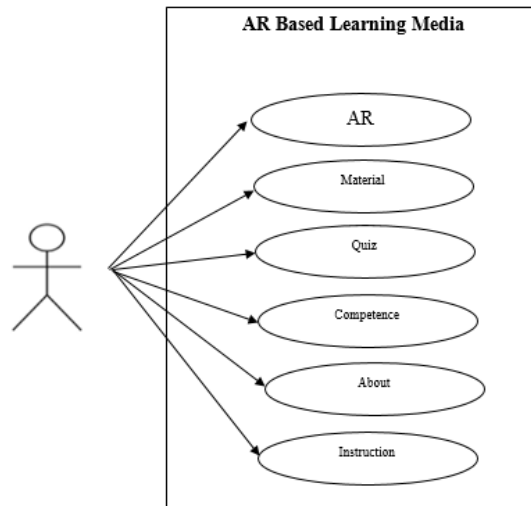 AR Based Learning Media
AR
Material
Quiz
Competence
About
Instruction